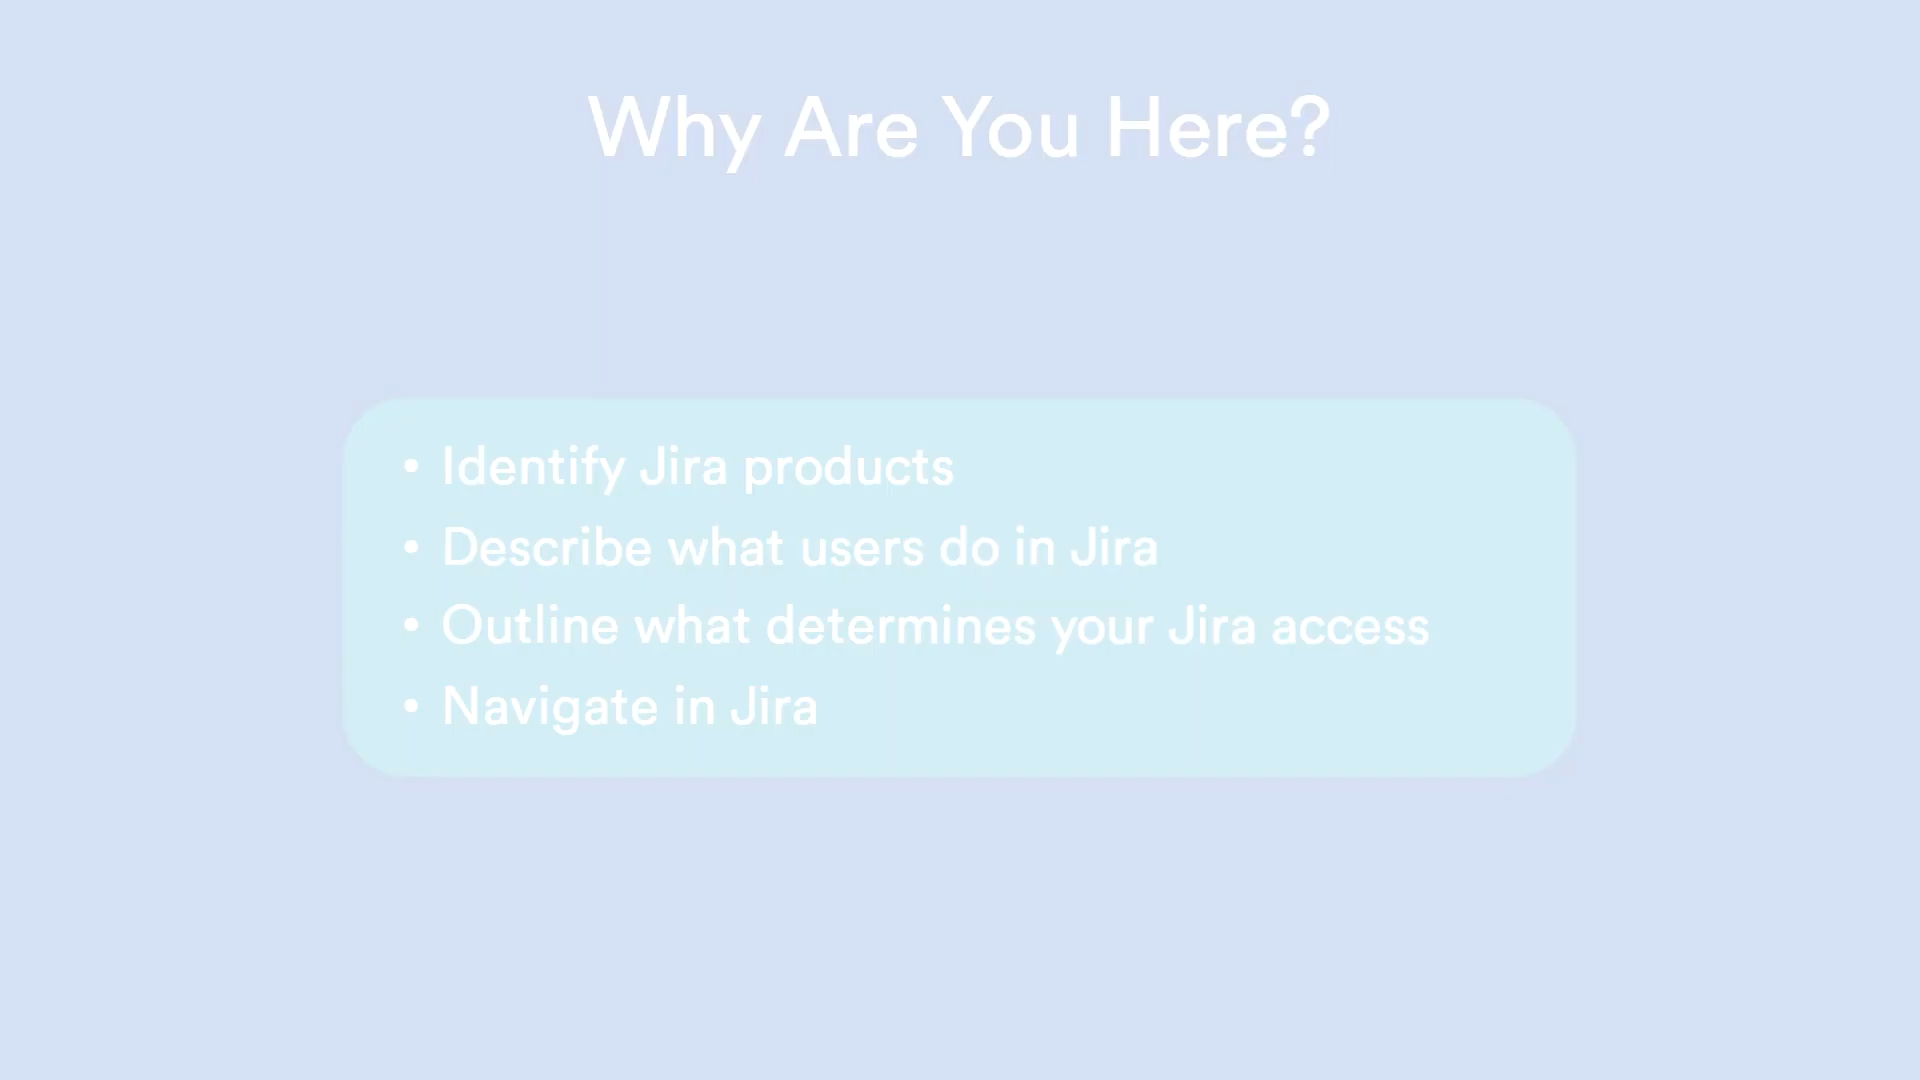 Why Are You Here?
• Identify Jira products
• Describe what users do in Jira
• Outline what determines your Jira access
• Navigate in Jira